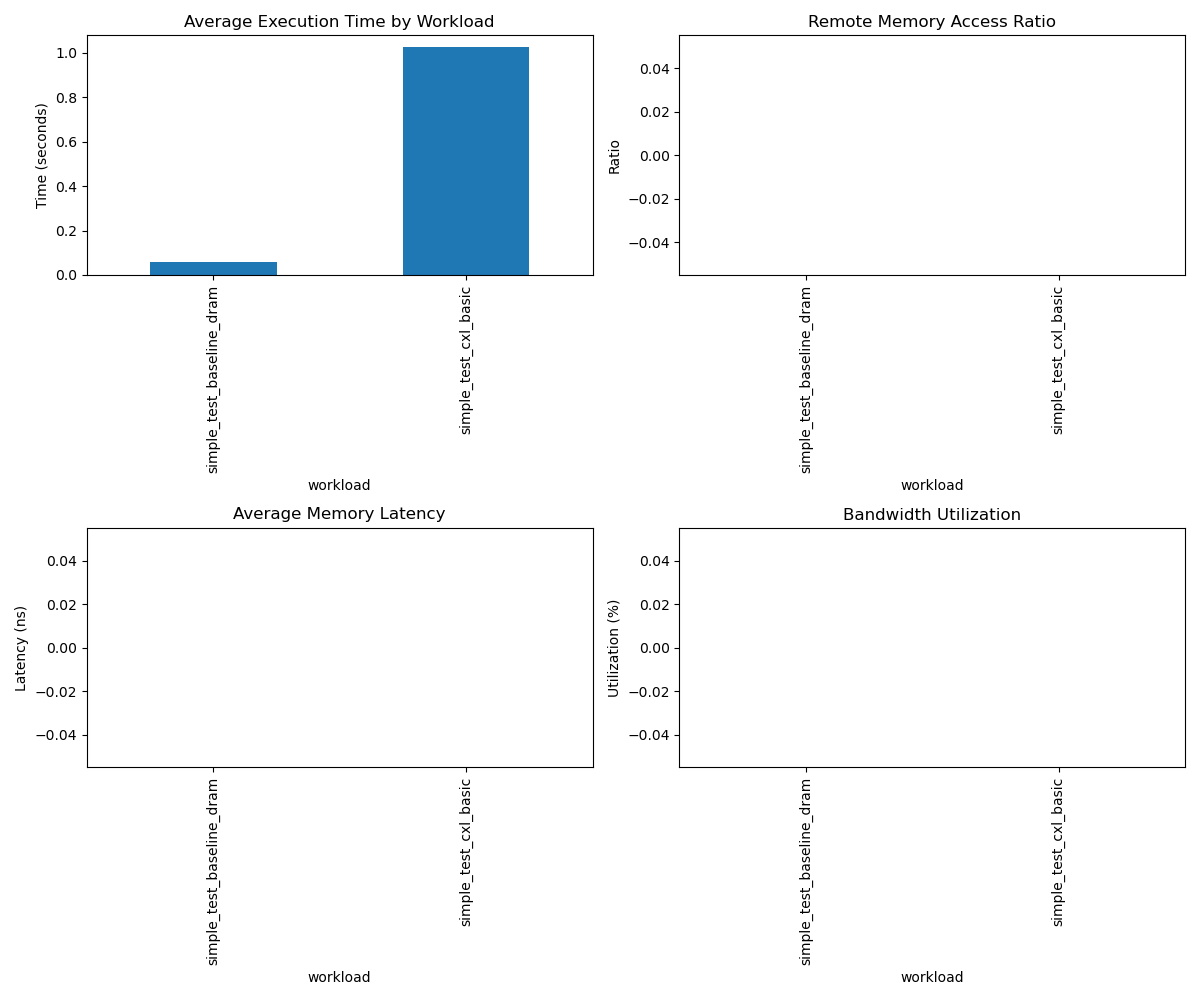 Average Execution Time by Workload
Time (seconds)
1.0
0.8
0.6
0.4
0.2
0.0
simple_test_baseline_dram
simple_test_cxl_basic
workload
Remote Memory Access Ratio
Ratio
0.04
0.02
0.00
−0.02
−0.04
simple_test_baseline_dram
simple_test_cxl_basic
workload
Average Memory Latency
Latency (ns)
0.04
0.02
0.00
−0.02
−0.04
simple_test_baseline_dram
simple_test_cxl_basic
workload
Bandwidth Utilization
Utilization (%)
0.04
0.02
0.00
−0.02
−0.04
simple_test_baseline_dram
simple_test_cxl_basic
workload